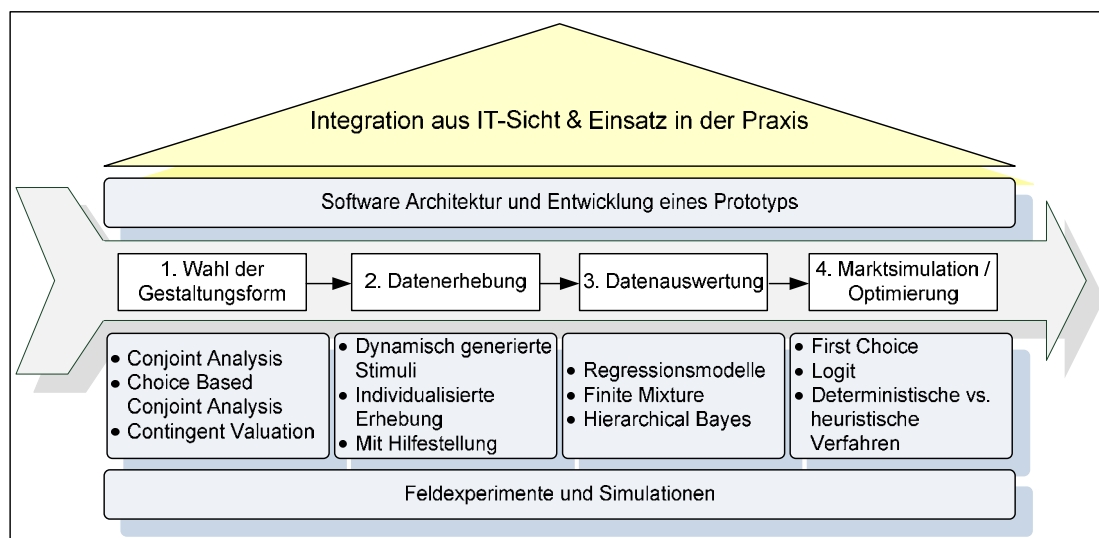 Integration aus IT-Sicht & Einsatz in der Praxis
Software Architektur und Entwicklung eines Prototyps
1. Wahl der
Gestaltungsform
2. Datenerhebung
3. Datenauswertung
4. Marktsimulation /
Optimierung
• Conjoint Analysis
• Choice Based
Conjoint Analysis
• Contingent Valuation
• Dynamisch generierte
Stimuli
• Individualisierte
Erhebung
• Mit Hilfestellung
• Regressionsmodelle
• Finite Mixture
• Hierarchical Bayes
• First Choice
• Logit
• Deterministische vs.
heuristische
Verfahren
Feldexperimente und Simulationen